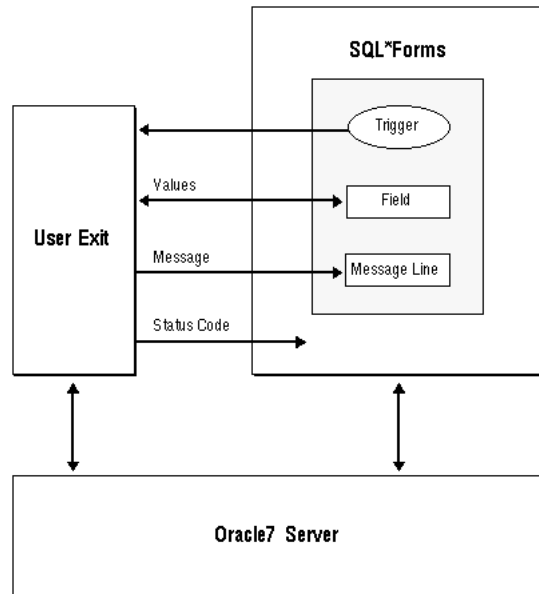 SQL*Forms
Trigger
Values
Field
User Exit
Message
Message Line
Status Code
Oracle7 Server